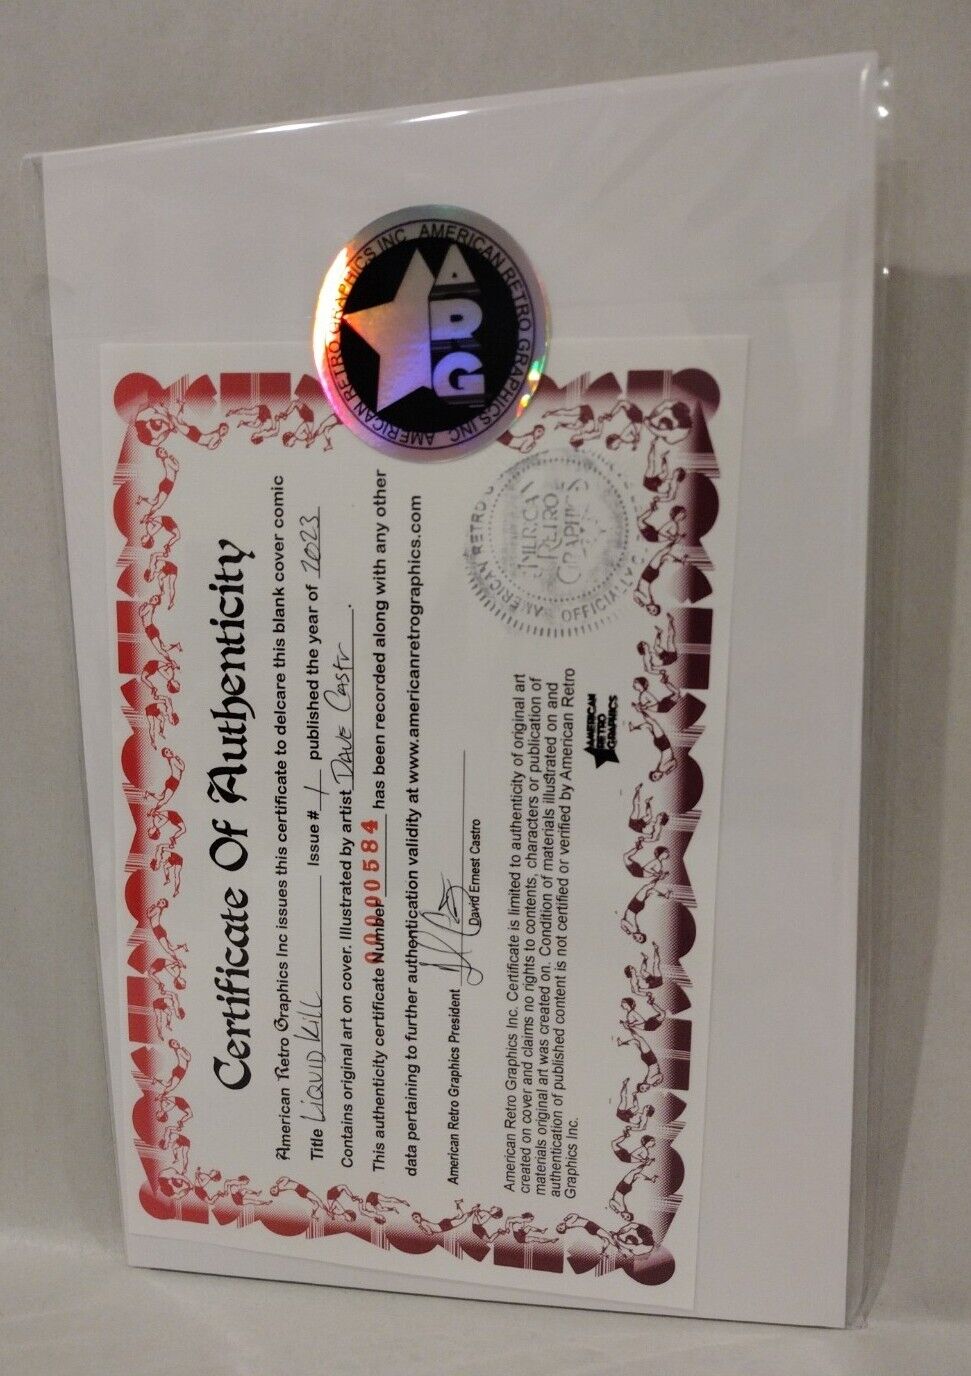 AMERICAN RETRO GRAPHICS INC. AMERICAN RETRO GRAPHICS INC.
ARG
Certificate Of Authenticity
American Retro Graphics Inc issues this certificate to delcare this blank cover comic
Title LIQUID KILL Issue # 1 published the year of 2023
Contains original art on cover. Illustrated by artist DAVE Castr.
This authenticity certificate Number 0000584 has been recorded along with any other
data pertaining to further authentication validity at www.americanretrographics.com
American Retro Graphics President
David Ernest Castro
American Retro Graphics Inc. Certificate is limited to authenticity of original art
created on cover and claims no rights to contents, characters or publication of
materials original art was created on. Condition of materials illustrated on and
authentication of published content is not certified or verified by American Retro
Graphics Inc.
AMERICAN
RETRO
GRAPHICS
AMERICAN RETRO
OFFICIAL
AMERICAN
RETRO
GRAPHICS